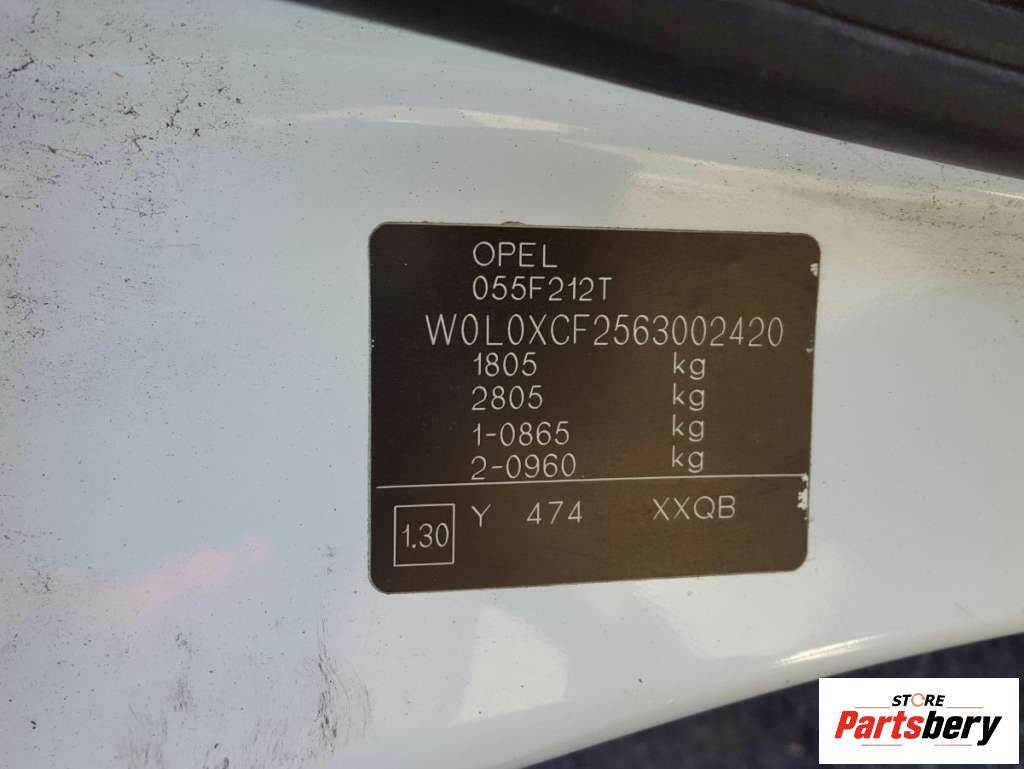 OPEL
055F212T
W0L0XCF2563002420
1805 kg
2805 kg
1-0865 kg
2-0960 kg
1.30 Y 474 XXQB
STORE
Partsbery